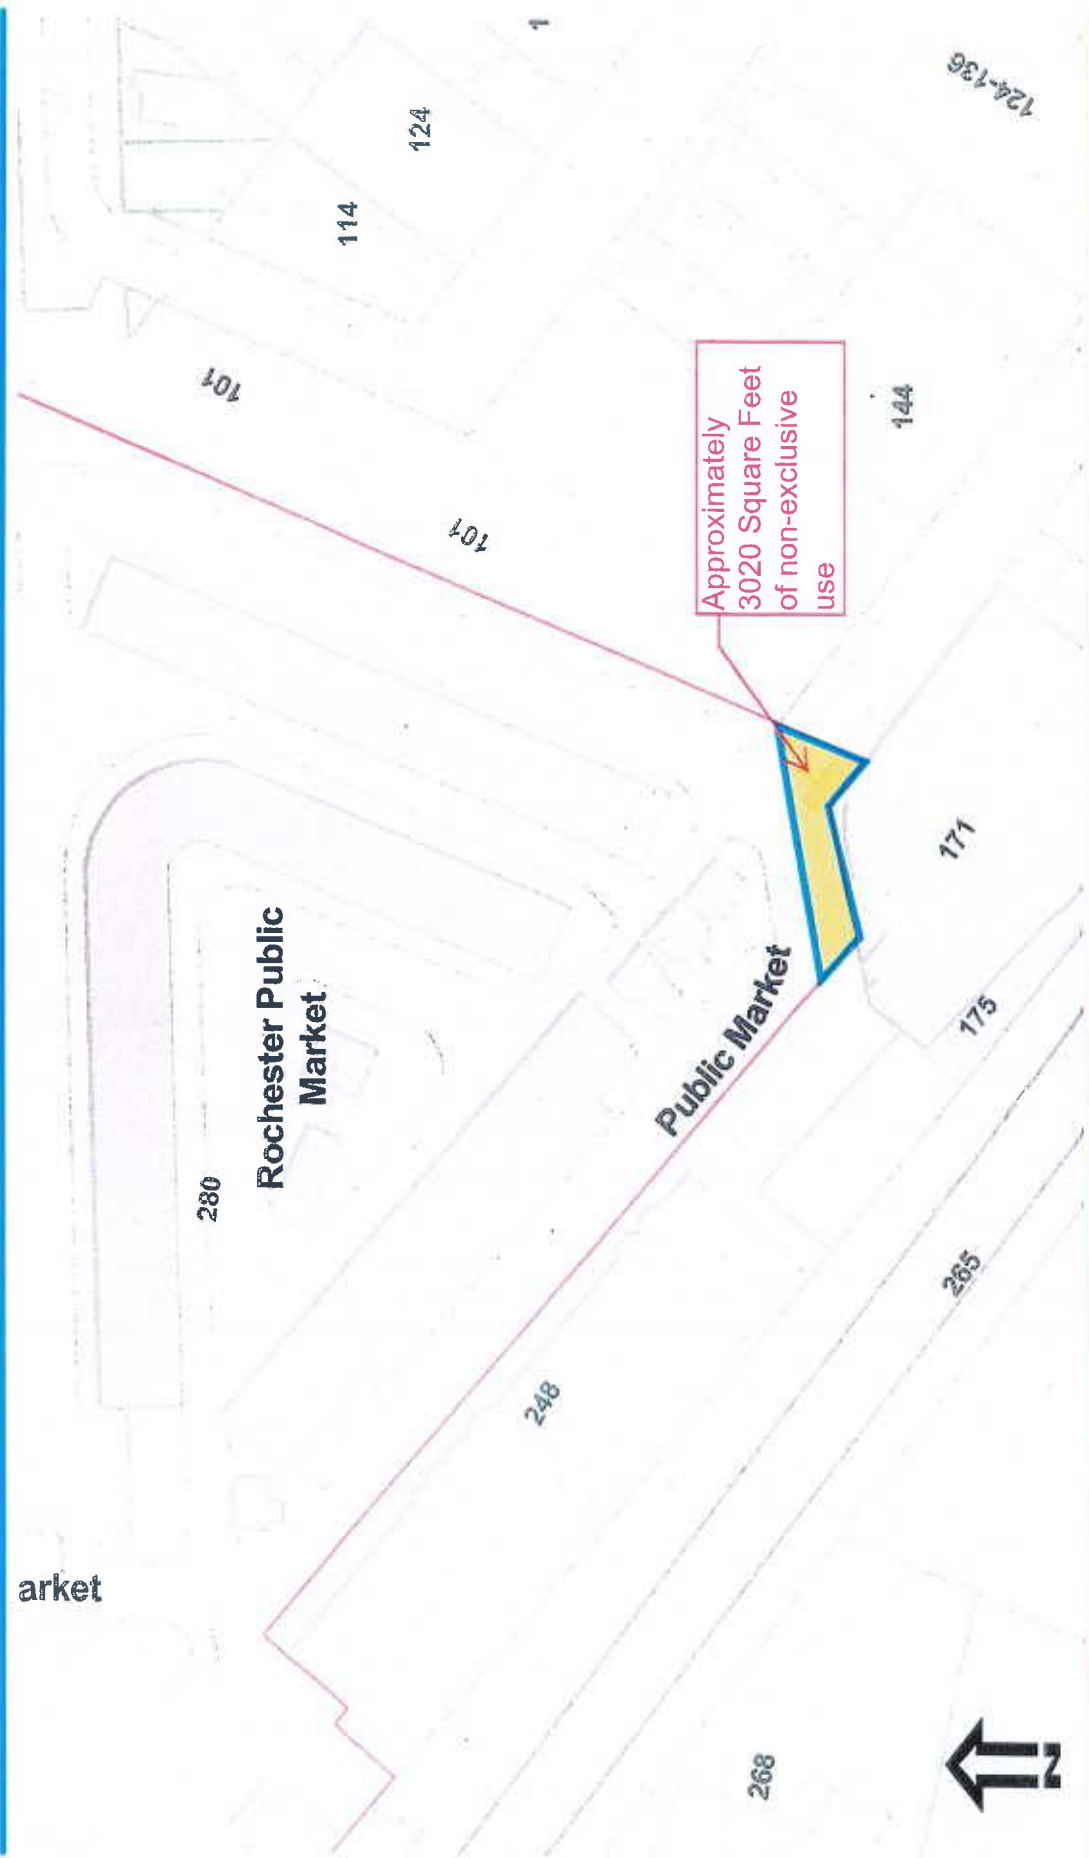 arket
280
Rochester Public
Market
101
114
124
1
101
124-136
Approximately
3020 Square Feet
of non-exclusive
use
144
Public Market
171
175
248
265
268
N